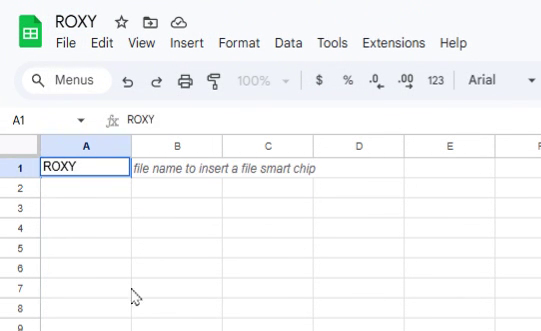 ROXY
File Edit View Insert Format Data Tools Extensions Help
Menus 100% $ % .0 .00 123 Arial
A1 fx ROXY
A B C D E
1 ROXY file name to insert a file smart chip
2
3
4
5
6
7
8
9